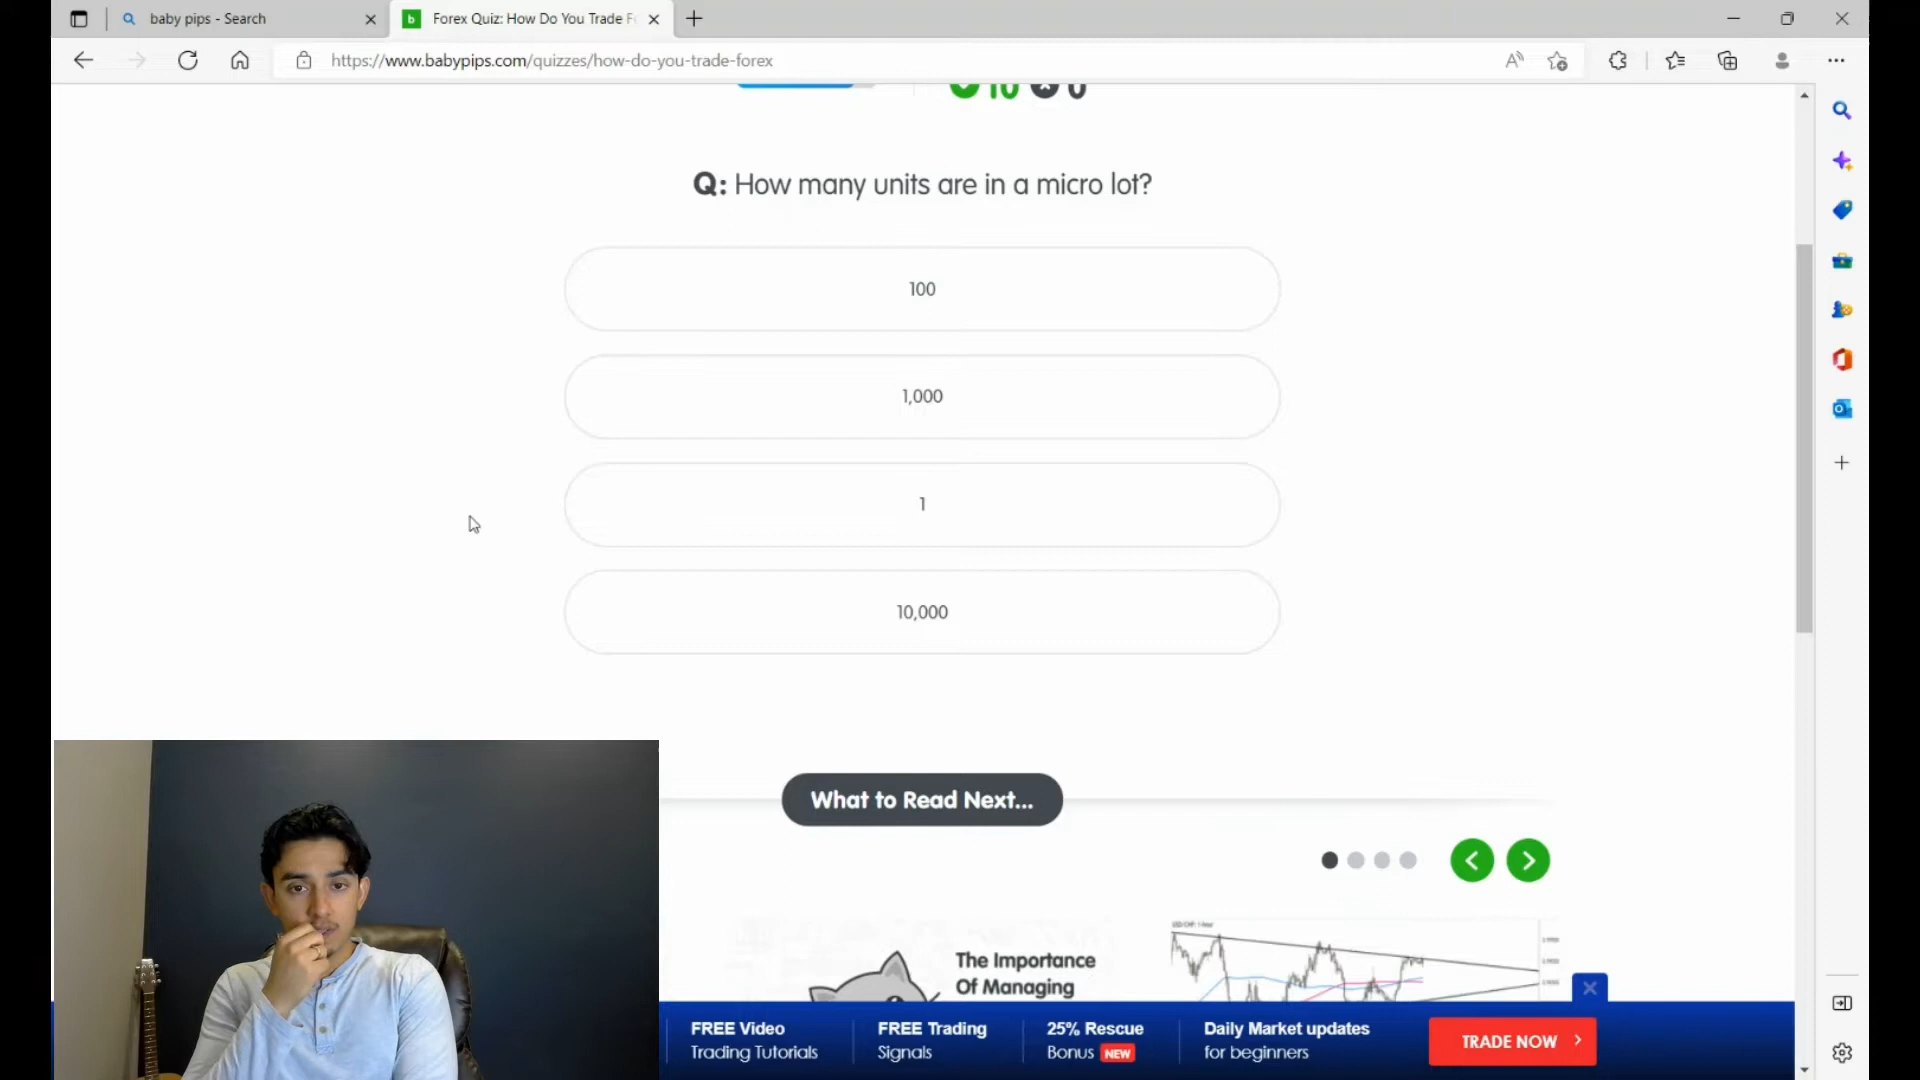 baby pips - Search
Forex Quiz: How Do You Trade F
https://www.babypips.com/quizzes/how-do-you-trade-forex
10 0
Q: How many units are in a micro lot?
100
1,000
1
10,000
What to Read Next...
The Importance
Of Managing
FREE Video
Trading Tutorials
FREE Trading
Signals
25% Rescue
Bonus NEW
Daily Market updates
for beginners
TRADE NOW